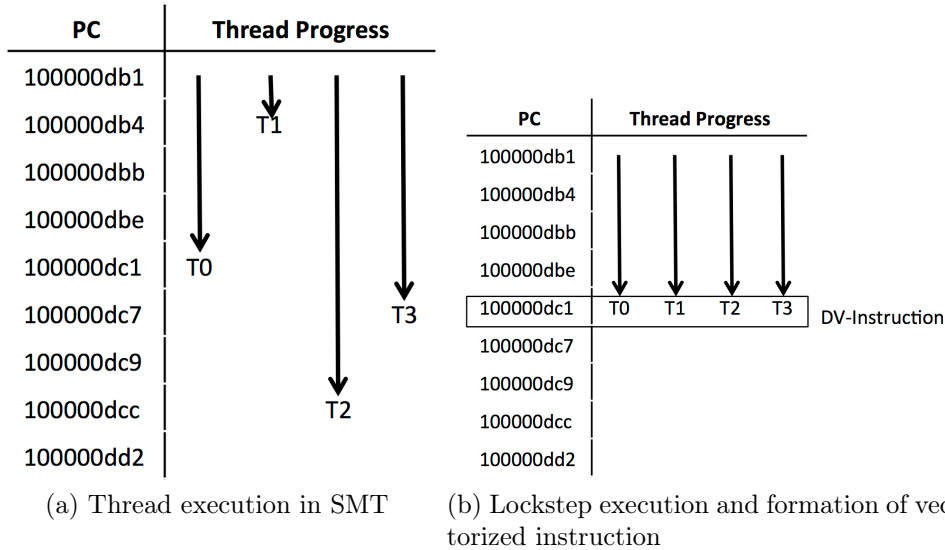 PC Thread Progress
100000db1
100000db4 T1
100000dbb
100000dbe
100000dc1 T0
100000dc7 T3
100000dc9
100000dcc T2
100000dd2
(a) Thread execution in SMT
PC Thread Progress
100000db1
100000db4
100000dbb
100000dbe
100000dc1 T0 T1 T2 T3 DV-Instruction
100000dc7
100000dc9
100000dcc
100000dd2
(b) Lockstep execution and formation of vec
torized instruction